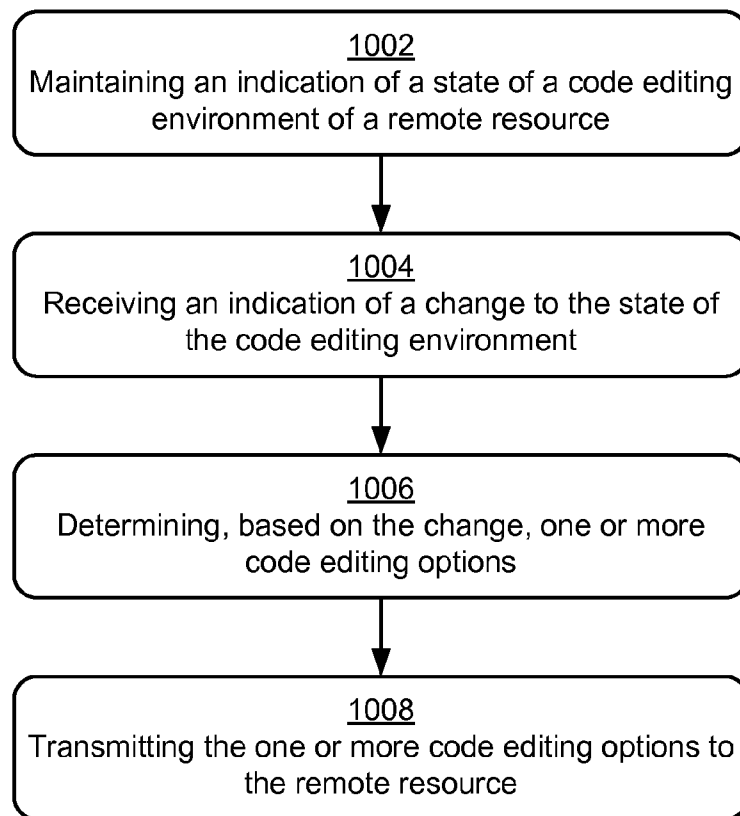 1002
Maintaining an indication of a state of a code editing
environment of a remote resource
1004
Receiving an indication of a change to the state of
the code editing environment
1006
Determining, based on the change, one or more
code editing options
1008
Transmitting the one or more code editing options to
the remote resource